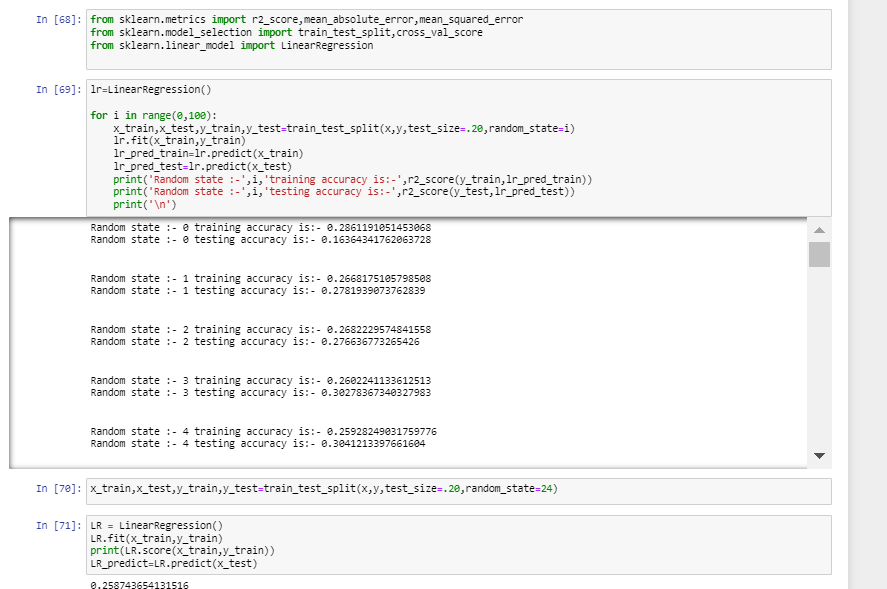 In [68]: from sklearn.metrics import r2_score,mean_absolute_error,mean_squared_error
from sklearn.model_selection import train_test_split,cross_val_score
from sklearn.linear_model import LinearRegression
In [69]: lr=LinearRegression()
for i in range(0,100):
x_train,x_test,y_train,y_test=train_test_split(x,y,test_size=.20,random_state=i)
lr.fit(x_train,y_train)
lr_pred_train=lr.predict(x_train)
lr_pred_test=lr.predict(x_test)
print('Random state :-',i,'training accuracy is:-',r2_score(y_train,lr_pred_train))
print('Random state :-',i,'testing accuracy is:-',r2_score(y_test,lr_pred_test))
print('\n')
Random state :- 0 training accuracy is:- 0.2861191051453068
Random state :- 0 testing accuracy is:- 0.16364341762063728
Random state :- 1 training accuracy is:- 0.2668175105798508
Random state :- 1 testing accuracy is:- 0.2781939073762839
Random state :- 2 training accuracy is:- 0.2682229574841558
Random state :- 2 testing accuracy is:- 0.276636773265426
Random state :- 3 training accuracy is:- 0.2602241133612513
Random state :- 3 testing accuracy is:- 0.30278367340327983
Random state :- 4 training accuracy is:- 0.25928249031759776
Random state :- 4 testing accuracy is:- 0.3041213397661604
In [70]: x_train,x_test,y_train,y_test=train_test_split(x,y,test_size=.20,random_state=24)
In [71]: LR = LinearRegression()
LR.fit(x_train,y_train)
print(LR.score(x_train,y_train))
LR_predict=LR.predict(x_test)
0.258743654131516